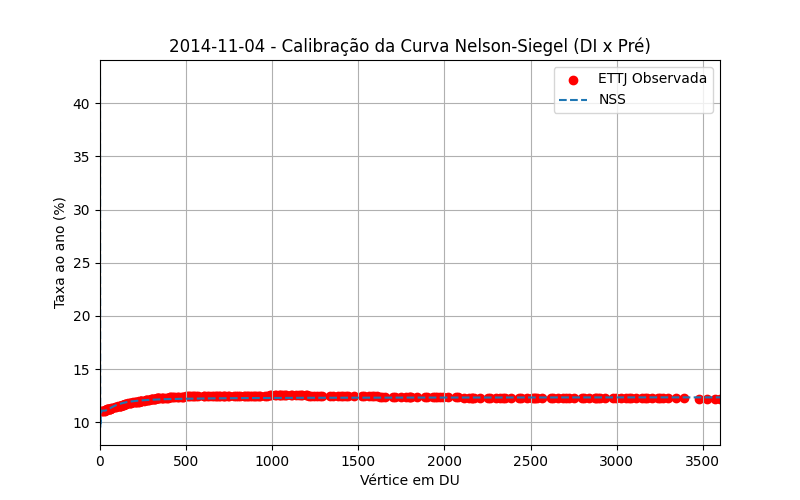 2014-11-04 - Calibração da Curva Nelson-Siegel (DI x Pré)
ETTJ Observada
NSS
Taxa ao ano (%)
40
35
30
25
20
15
10
0 500 1000 1500 2000 2500 3000 3500
Vértice em DU